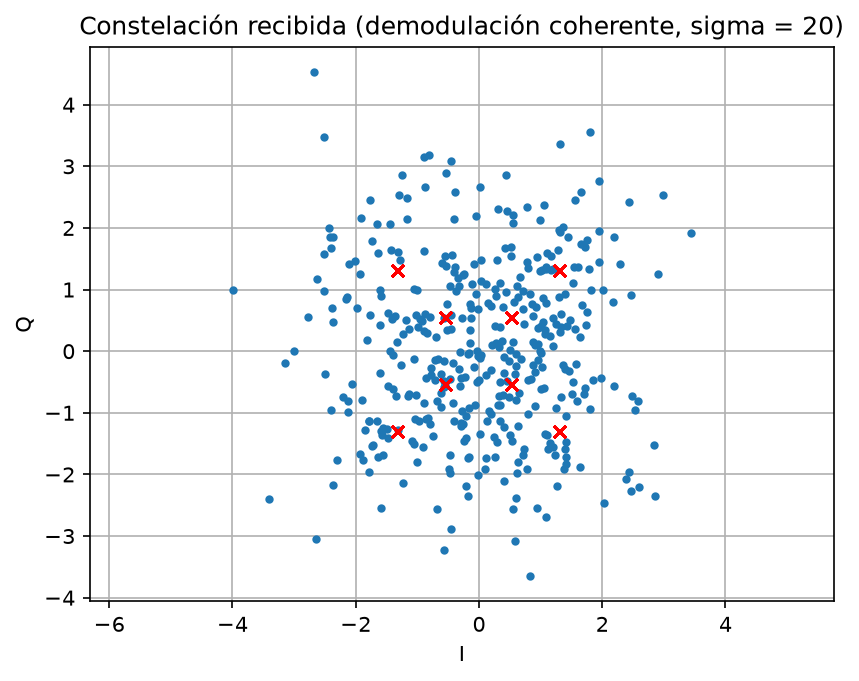 Constelación recibida (demodulación coherente, sigma = 20)
4
3
2
1
0
−1
−2
−3
−4
Q
−6 −4 −2 0 2 4
I